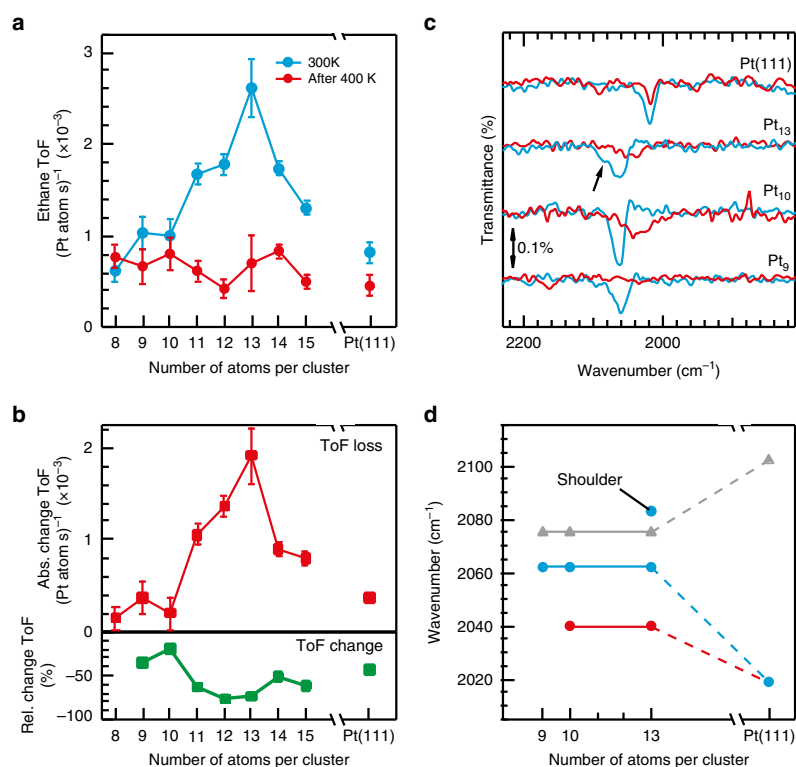 a
3
2
1
0
Ethane ToF
(Pt atom s)⁻¹ (×10⁻³)
300K
After 400 K
8 9 10 11 12 13 14 15 Pt(111)
Number of atoms per cluster
b
2
1
0
Abs. change ToF
(Pt atom s)⁻¹ (×10⁻³)
ToF loss
ToF change
−50
−100
Rel. change ToF
(%)
8 9 10 11 12 13 14 15 Pt(111)
Number of atoms per cluster
c
Transmittance (%)
Pt(111)
Pt₁₃
Pt₁₀
0.1%
Pt₉
2200 2000
Wavenumber (cm⁻¹)
d
2100
2080
2060
2040
2020
Wavenumber (cm⁻¹)
Shoulder
9 10 13 Pt(111)
Number of atoms per cluster